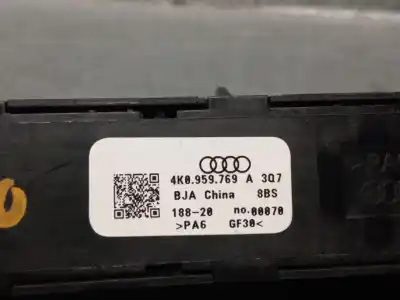 4K0.959.769 A 3Q7
BJA China 8BS
188-20 no.00070
>PA6 GF30<